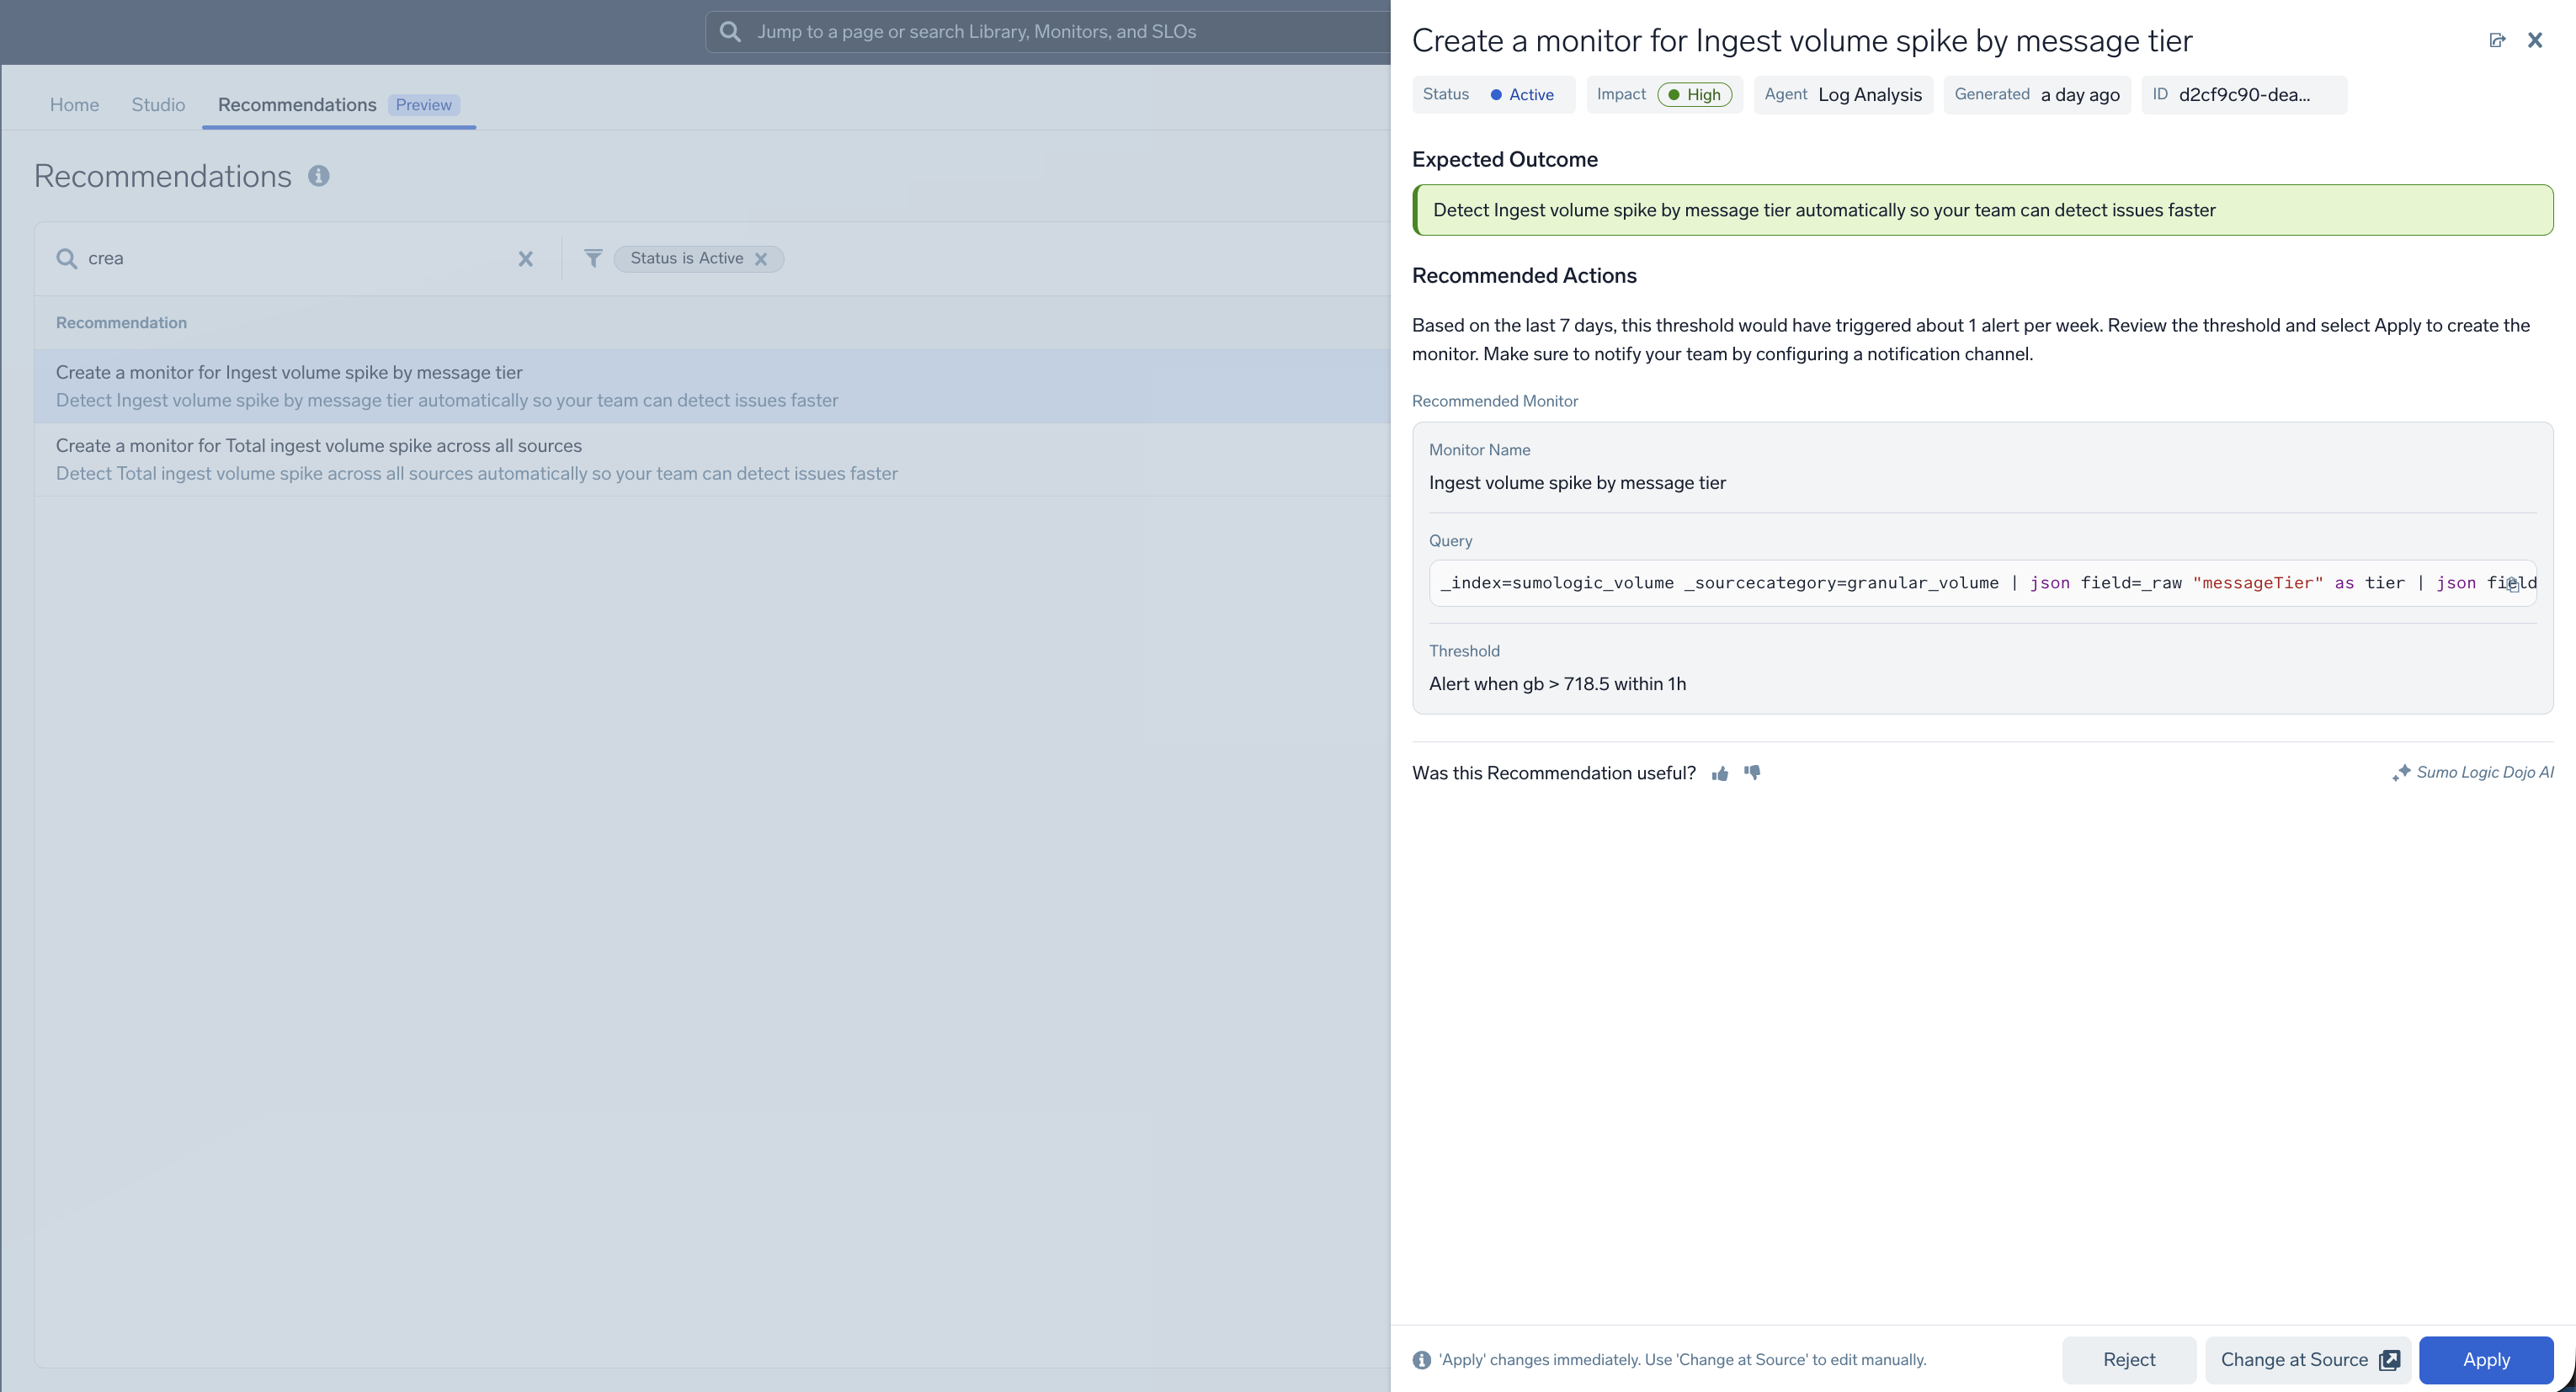 Jump to a page or search Library, Monitors, and SLOs
Home
Studio
Recommendations
Preview
Recommendations
crea
Status is Active
Recommendation
Create a monitor for Ingest volume spike by message tier
Detect Ingest volume spike by message tier automatically so your team can detect issues faster
Create a monitor for Total ingest volume spike across all sources
Detect Total ingest volume spike across all sources automatically so your team can detect issues faster
Create a monitor for Ingest volume spike by message tier
Status Active
Impact High
Agent Log Analysis
Generated a day ago
ID d2cf9c90-dea...
Expected Outcome
Detect Ingest volume spike by message tier automatically so your team can detect issues faster
Recommended Actions
Based on the last 7 days, this threshold would have triggered about 1 alert per week. Review the threshold and select Apply to create the
monitor. Make sure to notify your team by configuring a notification channel.
Recommended Monitor
Monitor Name
Ingest volume spike by message tier
Query
_index=sumologic_volume _sourcecategory=granular_volume | json field=_raw "messageTier" as tier | json field
Threshold
Alert when gb > 718.5 within 1h
Was this Recommendation useful?
Sumo Logic Dojo AI
'Apply' changes immediately. Use 'Change at Source' to edit manually.
Reject
Change at Source
Apply